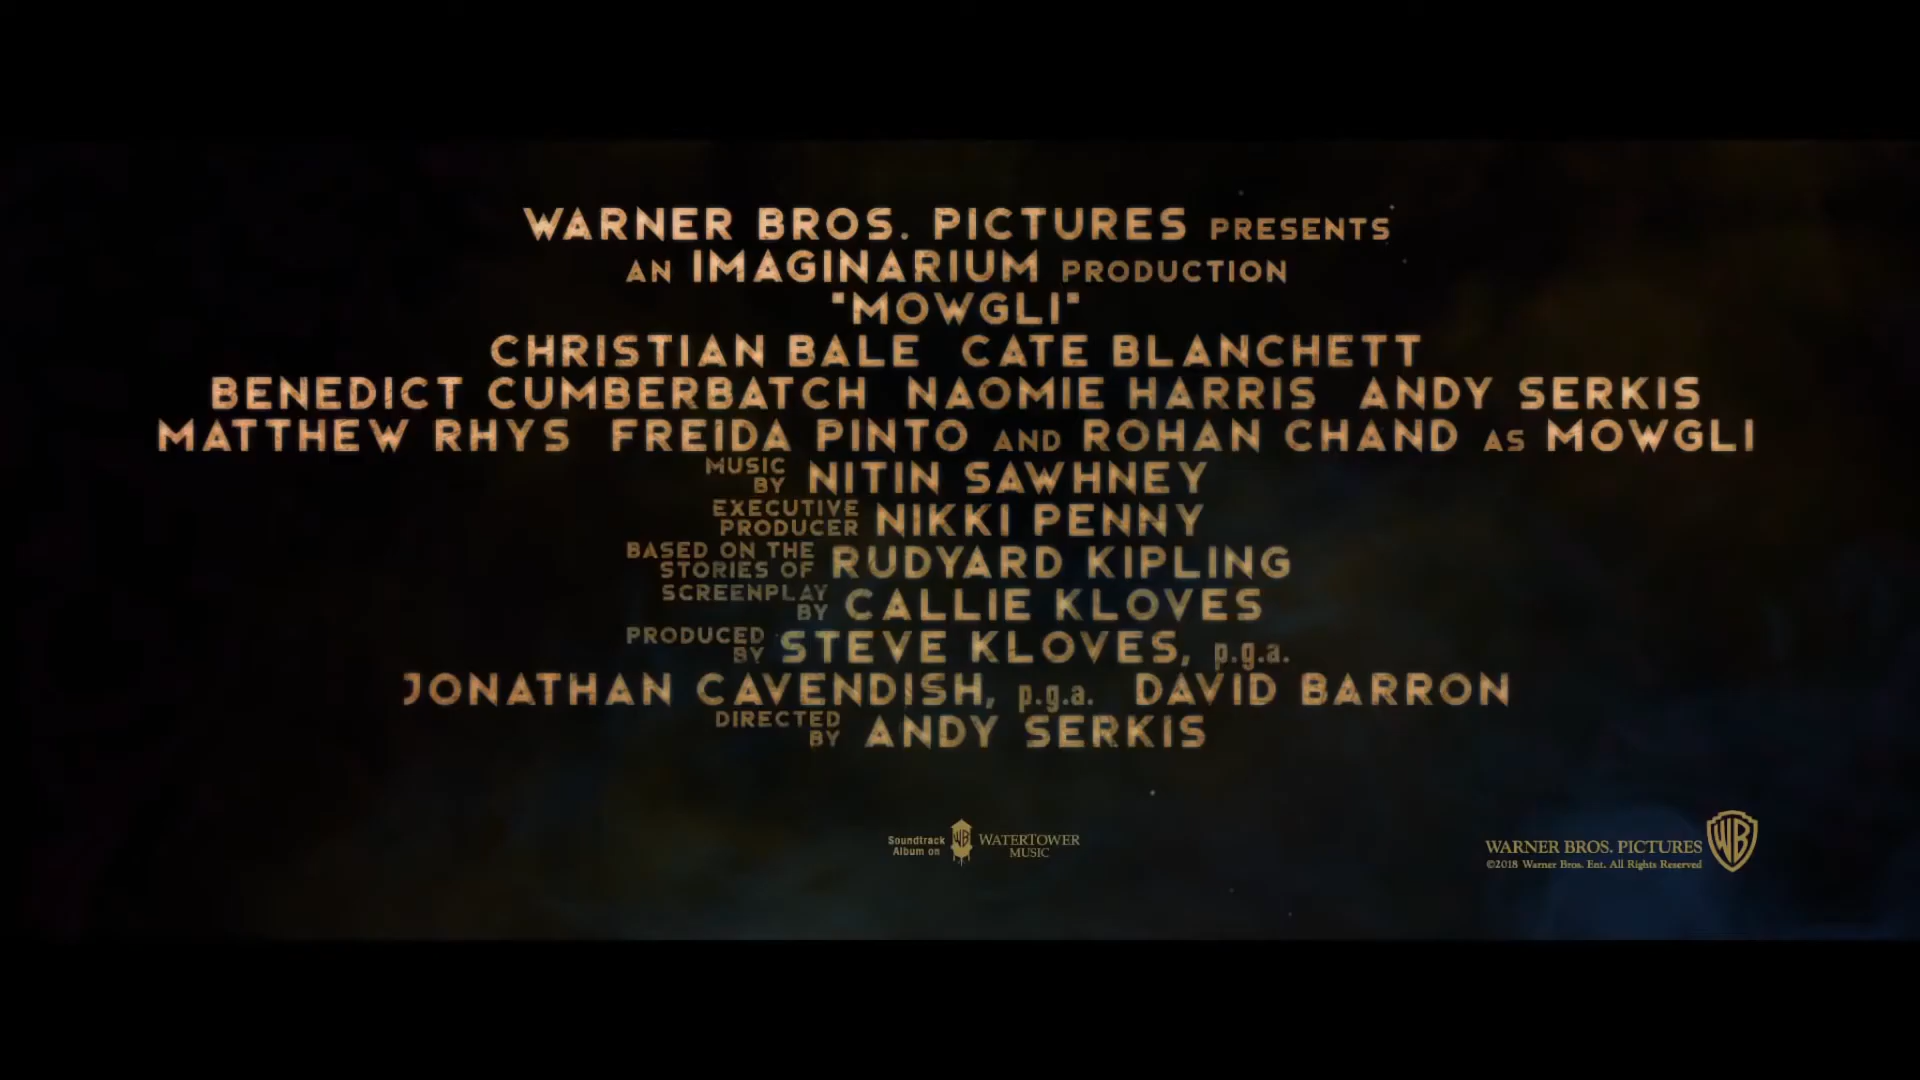 WARNER BROS. PICTURES PRESENTS
AN IMAGINARIUM PRODUCTION
"MOWGLI"
CHRISTIAN BALE CATE BLANCHETT
BENEDICT CUMBERBATCH NAOMIE HARRIS ANDY SERKIS
MATTHEW RHYS FREIDA PINTO AND ROHAN CHAND AS MOWGLI
MUSIC BY NITIN SAWHNEY
EXECUTIVE PRODUCER NIKKI PENNY
BASED ON THE STORIES OF RUDYARD KIPLING
SCREENPLAY BY CALLIE KLOVES
PRODUCED BY STEVE KLOVES, p.g.a.
JONATHAN CAVENDISH, p.g.a. DAVID BARRON
DIRECTED BY ANDY SERKIS
Soundtrack Album on WB WATERTOWER MUSIC
WARNER BROS. PICTURES WB
©2018 Warner Bros. Ent. All Rights Reserved